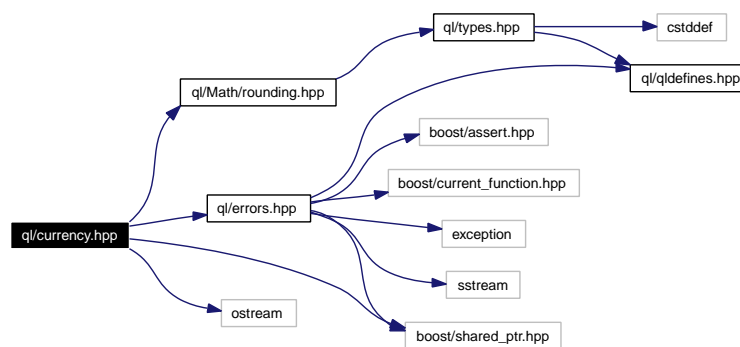 ql/types.hpp
cstddef
ql/qldefines.hpp
ql/Math/rounding.hpp
boost/assert.hpp
boost/current_function.hpp
ql/errors.hpp
ql/currency.hpp
exception
sstream
ostream
boost/shared_ptr.hpp